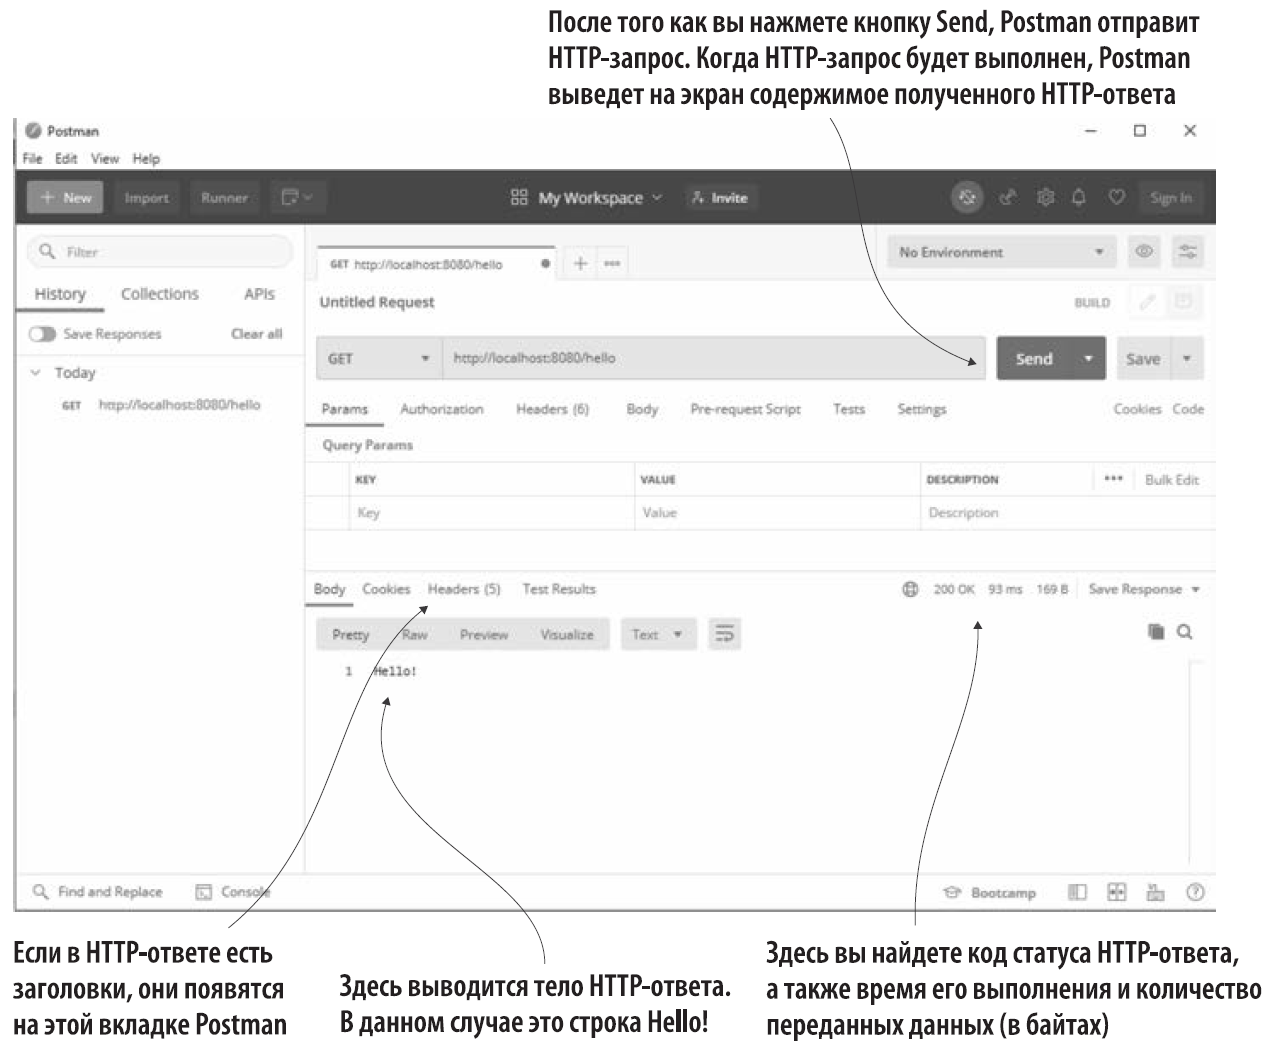 После того как вы нажмете кнопку Send, Postman отправит
HTTP-запрос. Когда HTTP-запрос будет выполнен, Postman
выведет на экран содержимое полученного HTTP-ответа
Postman
File Edit View Help
+ New Import Runner My Workspace Invite Sign In
Filter
GET http://localhost:8080/hello
No Environment
History Collections APIs
Untitled Request BUILD
Save Responses Clear all
GET http://localhost:8080/hello Send Save
Today
GET http://localhost:8080/hello
Params Authorization Headers (6) Body Pre-request Script Tests Settings Cookies Code
Query Params
KEY VALUE DESCRIPTION Bulk Edit
Key Value Description
Body Cookies Headers (5) Test Results 200 OK 93 ms 169 B Save Response
Pretty Raw Preview Visualize Text
1 Hello!
Find and Replace Console Bootcamp
Если в HTTP-ответе есть
заголовки, они появятся
на этой вкладке Postman
Здесь выводится тело HTTP-ответа.
В данном случае это строка Hello!
Здесь вы найдете код статуса HTTP-ответа,
а также время его выполнения и количество
переданных данных (в байтах)